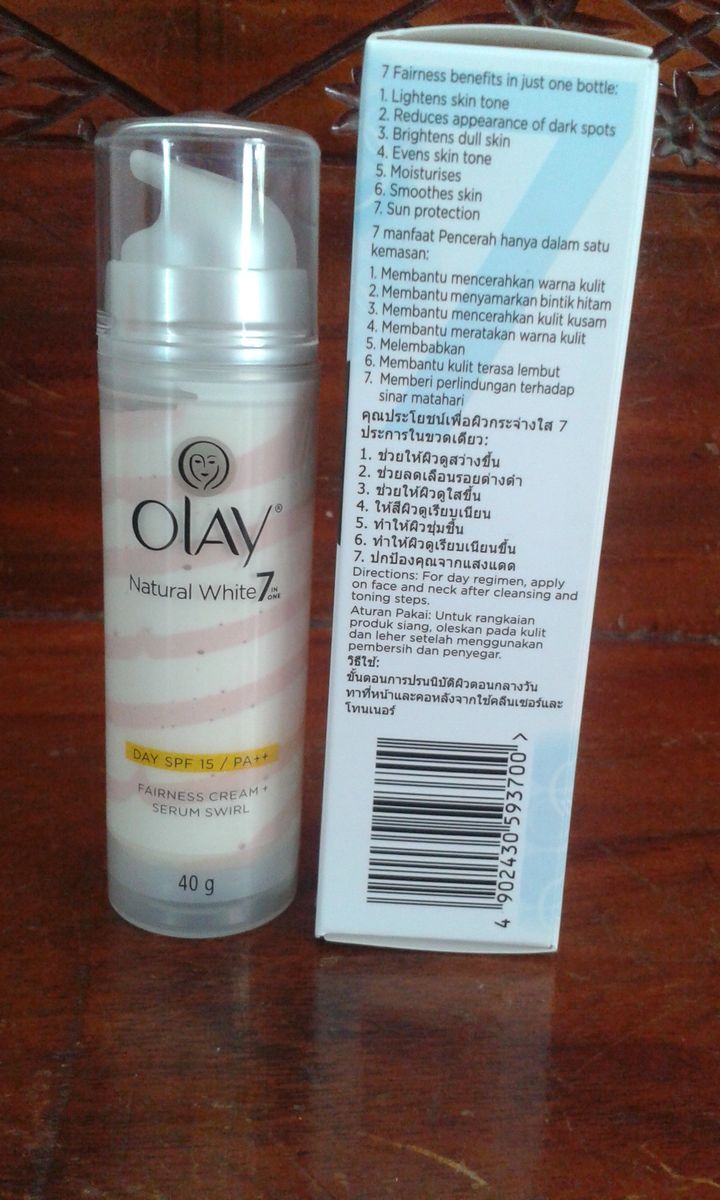 OLAY®
Natural White 7 IN ONE
DAY SPF 15 / PA++
FAIRNESS CREAM +
SERUM SWIRL
40 g
7 Fairness benefits in just one bottle:
1. Lightens skin tone
2. Reduces appearance of dark spots
3. Brightens dull skin
4. Evens skin tone
5. Moisturises
6. Smoothes skin
7. Sun protection
7 manfaat Pencerah hanya dalam satu
kemasan:
1. Membantu mencerahkan warna kulit
2. Membantu menyamarkan bintik hitam
3. Membantu mencerahkan kulit kusam
4. Membantu meratakan warna kulit
5. Melembabkan
6. Membantu kulit terasa lembut
7. Memberi perlindungan terhadap
sinar matahari
คุณประโยชน์เพื่อผิวกระจ่างใส 7
ประการในขวดเดียว:
1. ช่วยให้ผิวดูสว่างขึ้น
2. ช่วยลดเลือนรอยด่างดำ
3. ช่วยให้ผิวดูใสขึ้น
4. ให้สีผิวดูเรียบเนียน
5. ทำให้ผิวชุ่มชื้น
6. ทำให้ผิวดูเรียบเนียนขึ้น
7. ปกป้องคุณจากแสงแดด
Directions: For day regimen, apply
on face and neck after cleansing and
toning steps.
Aturan Pakai: Untuk rangkaian
produk siang, oleskan pada kulit
dan leher setelah menggunakan
pembersih dan penyegar.
วิธีใช้:
ขั้นตอนการปรนนิบัติผิวตอนกลางวัน
ทาที่หน้าและคอหลังจากใช้คลีนเซอร์และ
โทนเนอร์
4 902430 593700 >